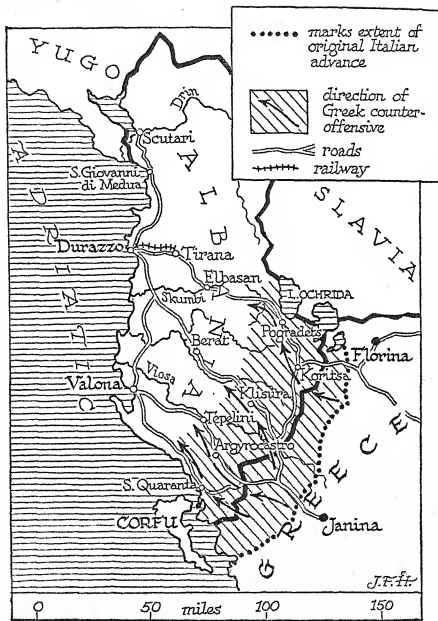 marks extent of
original Italian
advance
direction of
Greek counter-
offensive
roads
railway
YUGO
SLAVIA
ADRIATIC
ALBANIA
GREECE
Drin
Scutari
S. Giovanni
di Medua
Durazzo
Tirana
Elbasan
Skumbi
L. OCHRIDA
Pogradets
Florina
Berat
Koritsa
Valona
Viosa
Klisura
Tepelini
Argyrocastro
S. Quaranta
CORFU
Janina
J.F.H.
0 50 miles 100 150